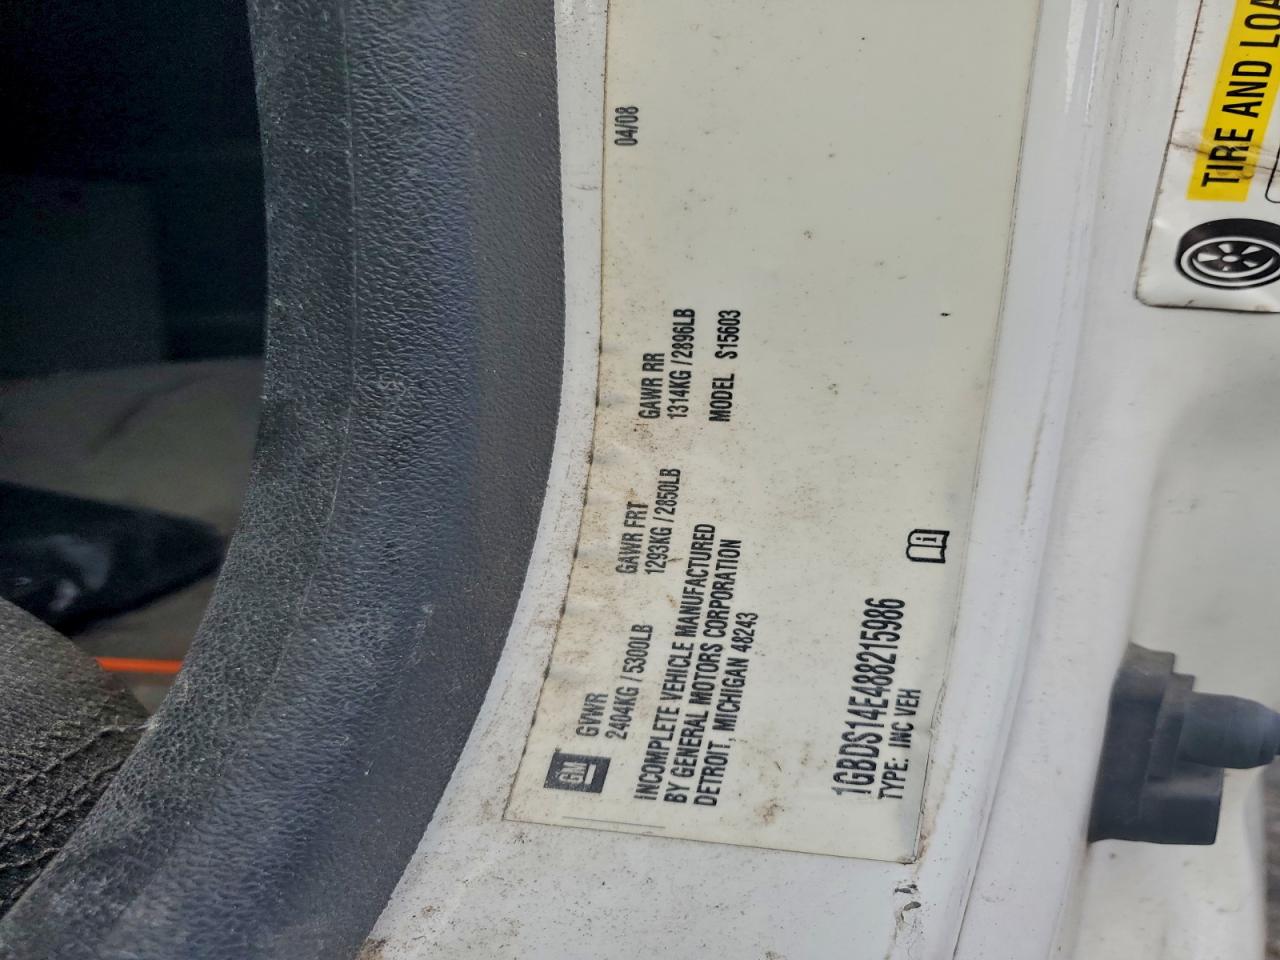 GM
04/08
GVWR
2404KG / 5300LB
GAWR FRT
1293KG / 2850LB
GAWR RR
1314KG / 2896LB
INCOMPLETE VEHICLE MANUFACTURED
BY GENERAL MOTORS CORPORATION
DETROIT, MICHIGAN 48243
MODEL S15603
1GBDS14E488215986
TYPE: INC VEH
TIRE AND